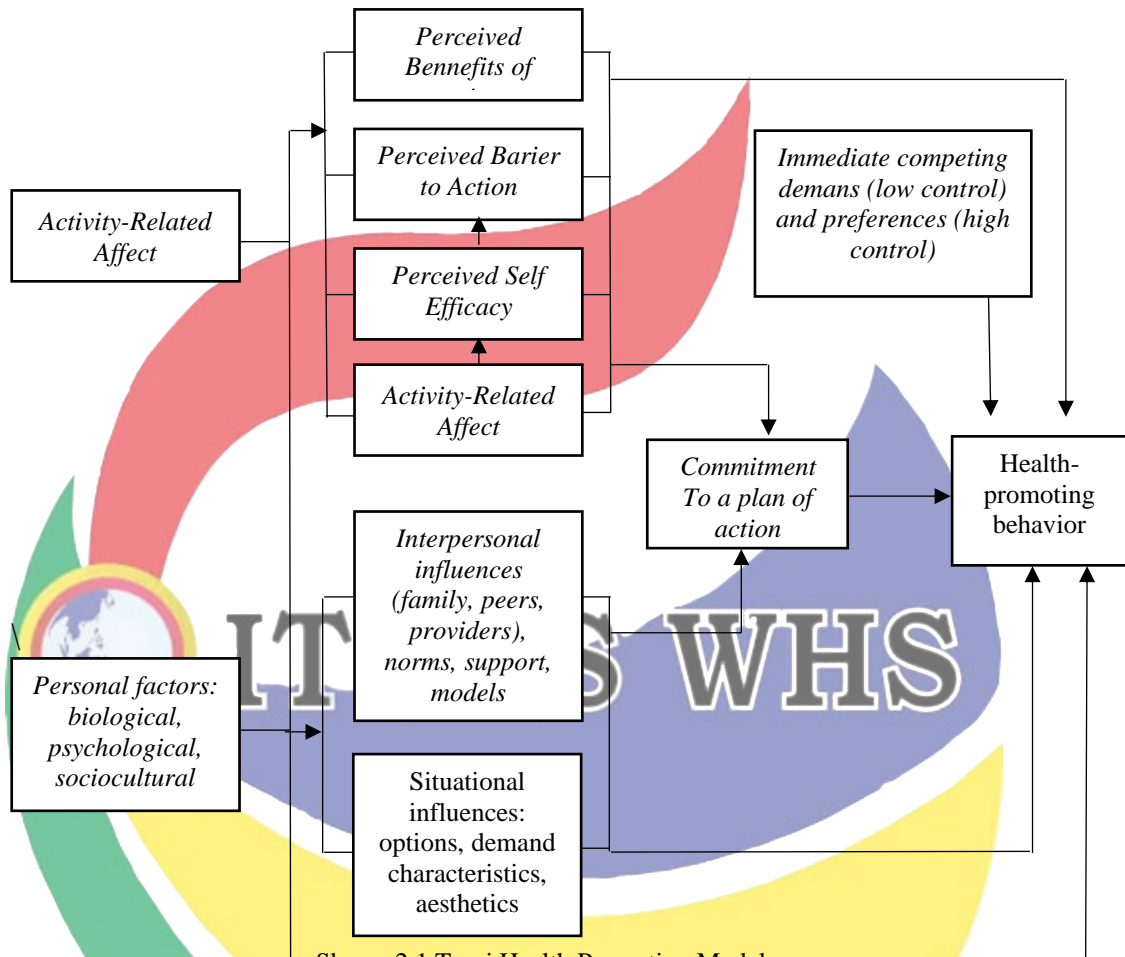 Perceived
Bennefits of
Perceived Barier
to Action
Immediate competing
demans (low control)
and preferences (high
control)
Activity-Related
Affect
Perceived Self
Efficacy
Activity-Related
Affect
Commitment
To a plan of
action
Health-
promoting
behavior
Interpersonal
influences
(family, peers,
providers),
norms, support,
models
WHS
Personal factors:
biological,
psychological,
sociocultural
Situational
influences:
options, demand
characteristics,
aesthetics